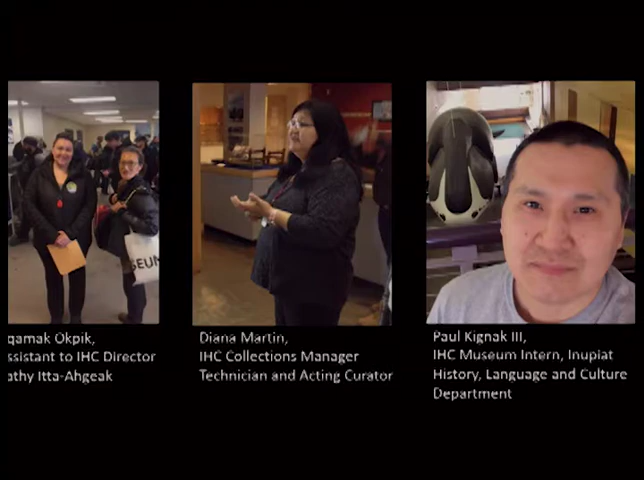 SEUM
qamak Okpik,
ssistant to IHC Director
athy Itta-Ahgeak
Diana Martin,
IHC Collections Manager
Technician and Acting Curator
Paul Kignak III,
IHC Museum Intern, Inupiat
History, Language and Culture
Department